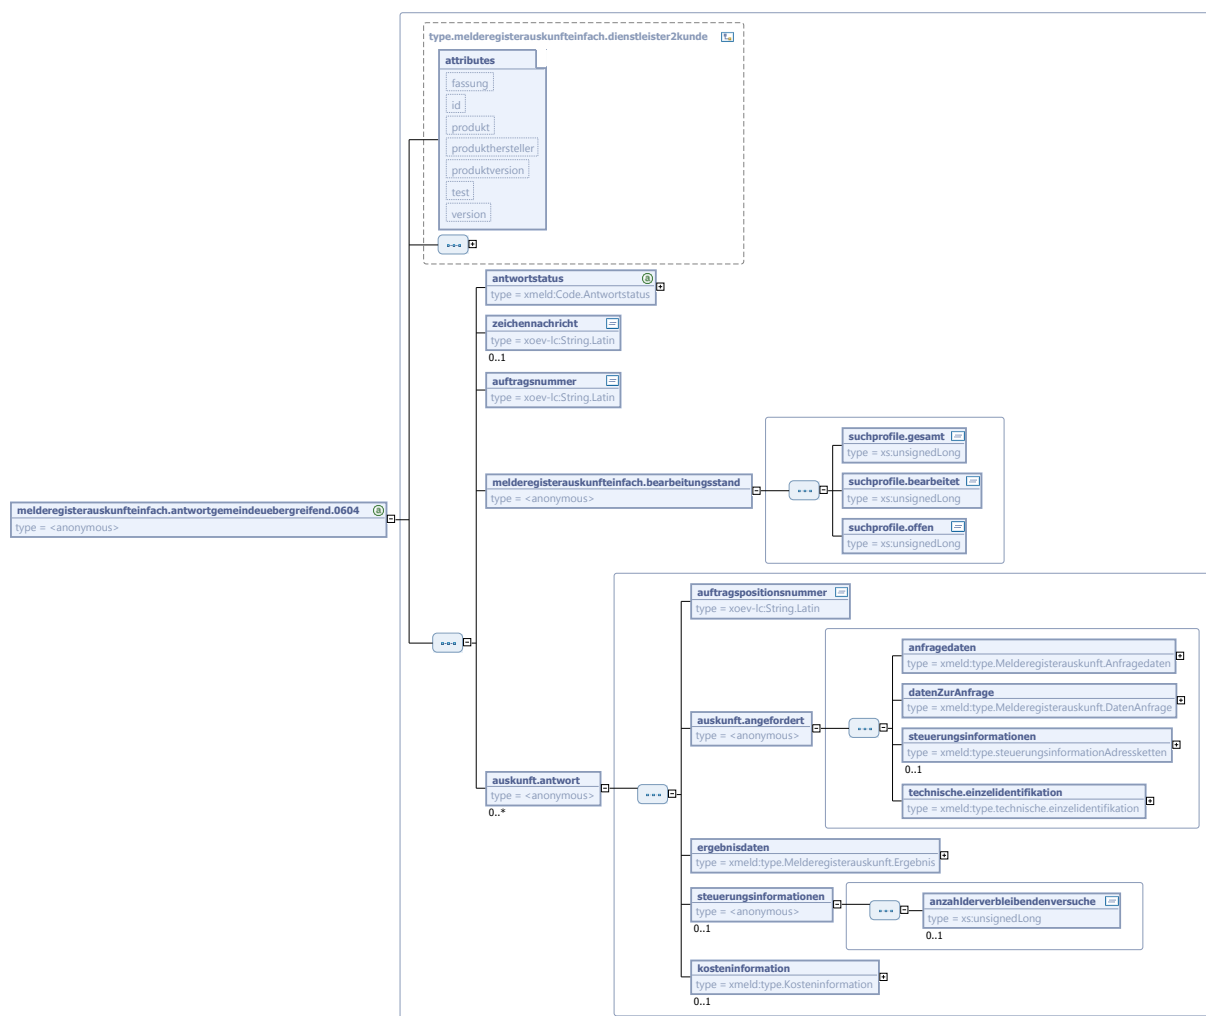 type.melderegisterauskunfteinfach.dienstleister2kunde
attributes
fassung
id
produkt
produkthersteller
produktversion
test
version
antwortstatus
type = xmeld:Code.Antwortstatus
zeichennachricht
type = xoev-lc:String.Latin
0..1
auftragsnummer
type = xoev-lc:String.Latin
suchprofile.gesamt
type = xs:unsignedLong
melderegisterauskunfteinfach.bearbeitungsstand
type = <anonymous>
suchprofile.bearbeitet
type = xs:unsignedLong
suchprofile.offen
type = xs:unsignedLong
melderegisterauskunfteinfach.antwortgemeindeuebergreifend.0604
type = <anonymous>
auftragspositionsnummer
type = xoev-lc:String.Latin
anfragedaten
type = xmeld:type.Melderegisterauskunft.Anfragedaten
datenZurAnfrage
type = xmeld:type.Melderegisterauskunft.DatenAnfrage
auskunft.angefordert
type = <anonymous>
steuerungsinformationen
type = xmeld:type.steuerungsinformationAdressketten
0..1
technische.einzelidentifikation
type = xmeld:type.technische.einzelidentifikation
auskunft.antwort
type = <anonymous>
0..*
ergebnisdaten
type = xmeld:type.Melderegisterauskunft.Ergebnis
steuerungsinformationen
type = <anonymous>
0..1
anzahlderverbleibendenversuche
type = xs:unsignedLong
0..1
kosteninformation
type = xmeld:type.Kosteninformation
0..1